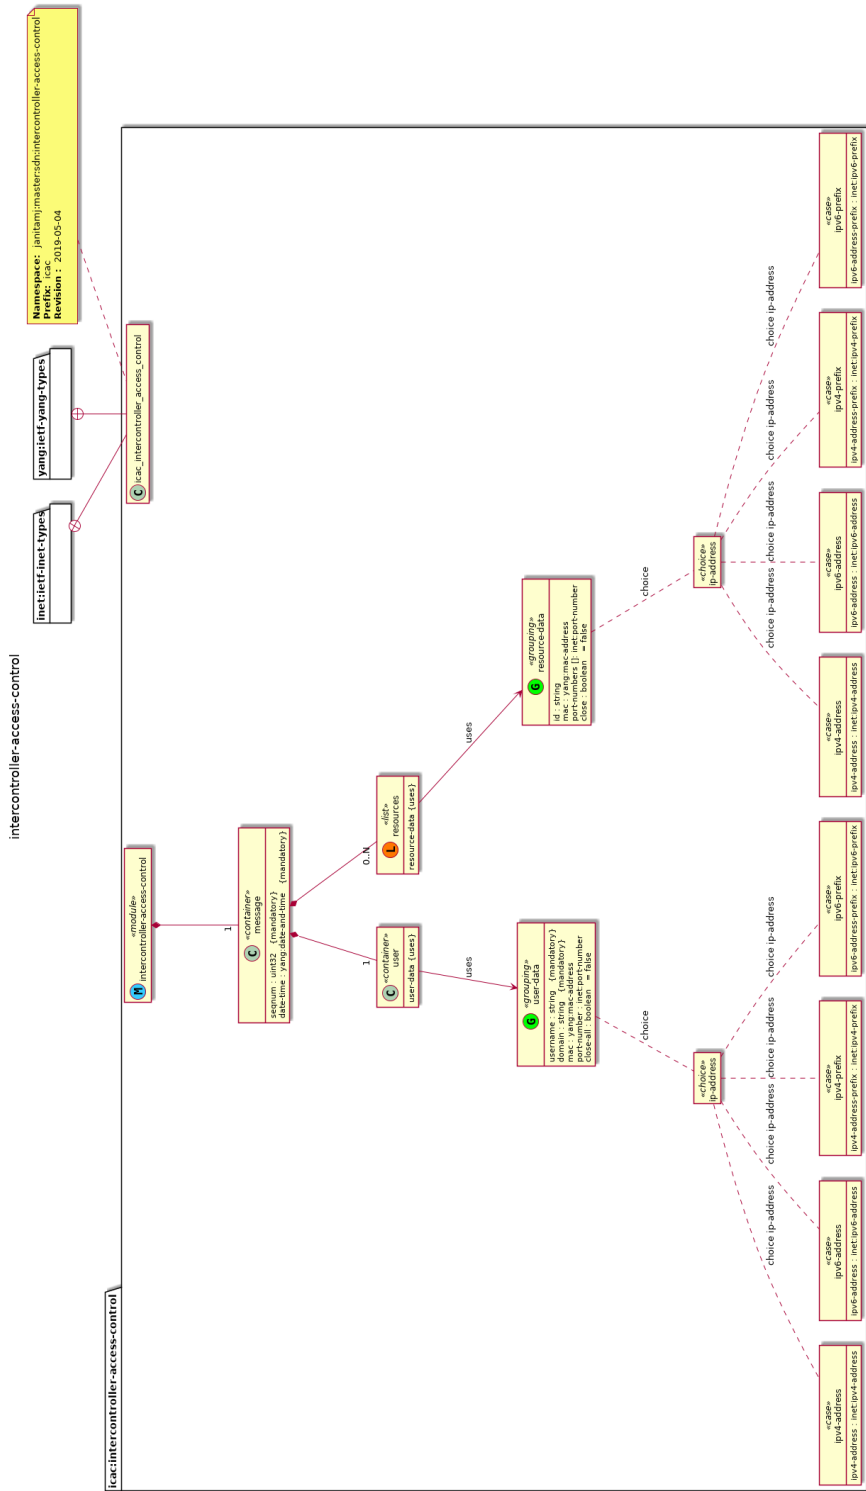 intercontroller-access-control
inet:ietf-inet-types
yang:ietf-yang-types
Namespace: janitamj:master:sdn:intercontroller-access-control
Prefix: icac
Revision : 2019-05-04
icac:intercontroller-access-control
C icac_intercontroller_access_control
M «module»
intercontroller-access-control
1
C «container»
message
seqnum : uint32 {mandatory}
date-time : yang:date-and-time {mandatory}
1
0..N
C «container»
user
user-data {uses}
L «list»
resources
resource-data {uses}
uses
uses
G «grouping»
user-data
username : string {mandatory}
domain : string {mandatory}
mac : yang:mac-address
port-number : inet:port-number
close-all : boolean = false
G «grouping»
resource-data
id : string
mac : yang:mac-address
port-numbers []: inet:port-number
close : boolean = false
choice
choice
«choice»
ip-address
«choice»
ip-address
choice ip-address
choice ip-address
choice ip-address
choice ip-address
choice ip-address
choice ip-address
choice ip-address
choice ip-address
«case»
ipv4-address
ipv4-address : inet:ipv4-address
«case»
ipv6-address
ipv6-address : inet:ipv6-address
«case»
ipv4-prefix
ipv4-address-prefix : inet:ipv4-prefix
«case»
ipv6-prefix
ipv6-address-prefix : inet:ipv6-prefix
«case»
ipv4-address
ipv4-address : inet:ipv4-address
«case»
ipv6-address
ipv6-address : inet:ipv6-address
«case»
ipv4-prefix
ipv4-address-prefix : inet:ipv4-prefix
«case»
ipv6-prefix
ipv6-address-prefix : inet:ipv6-prefix